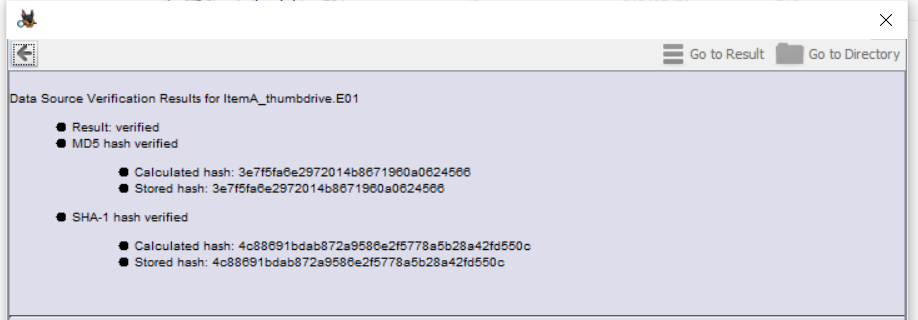 Go to Result Go to Directory
Data Source Verification Results for ItemA_thumbdrive.E01
Result: verified
MD5 hash verified
Calculated hash: 3e7f5fa6e2972014b8671960a0624566
Stored hash: 3e7f5fa6e2972014b8671960a0624566
SHA-1 hash verified
Calculated hash: 4c88691bdab872a9586e2f5778a5b28a42fd550c
Stored hash: 4c88691bdab872a9586e2f5778a5b28a42fd550c